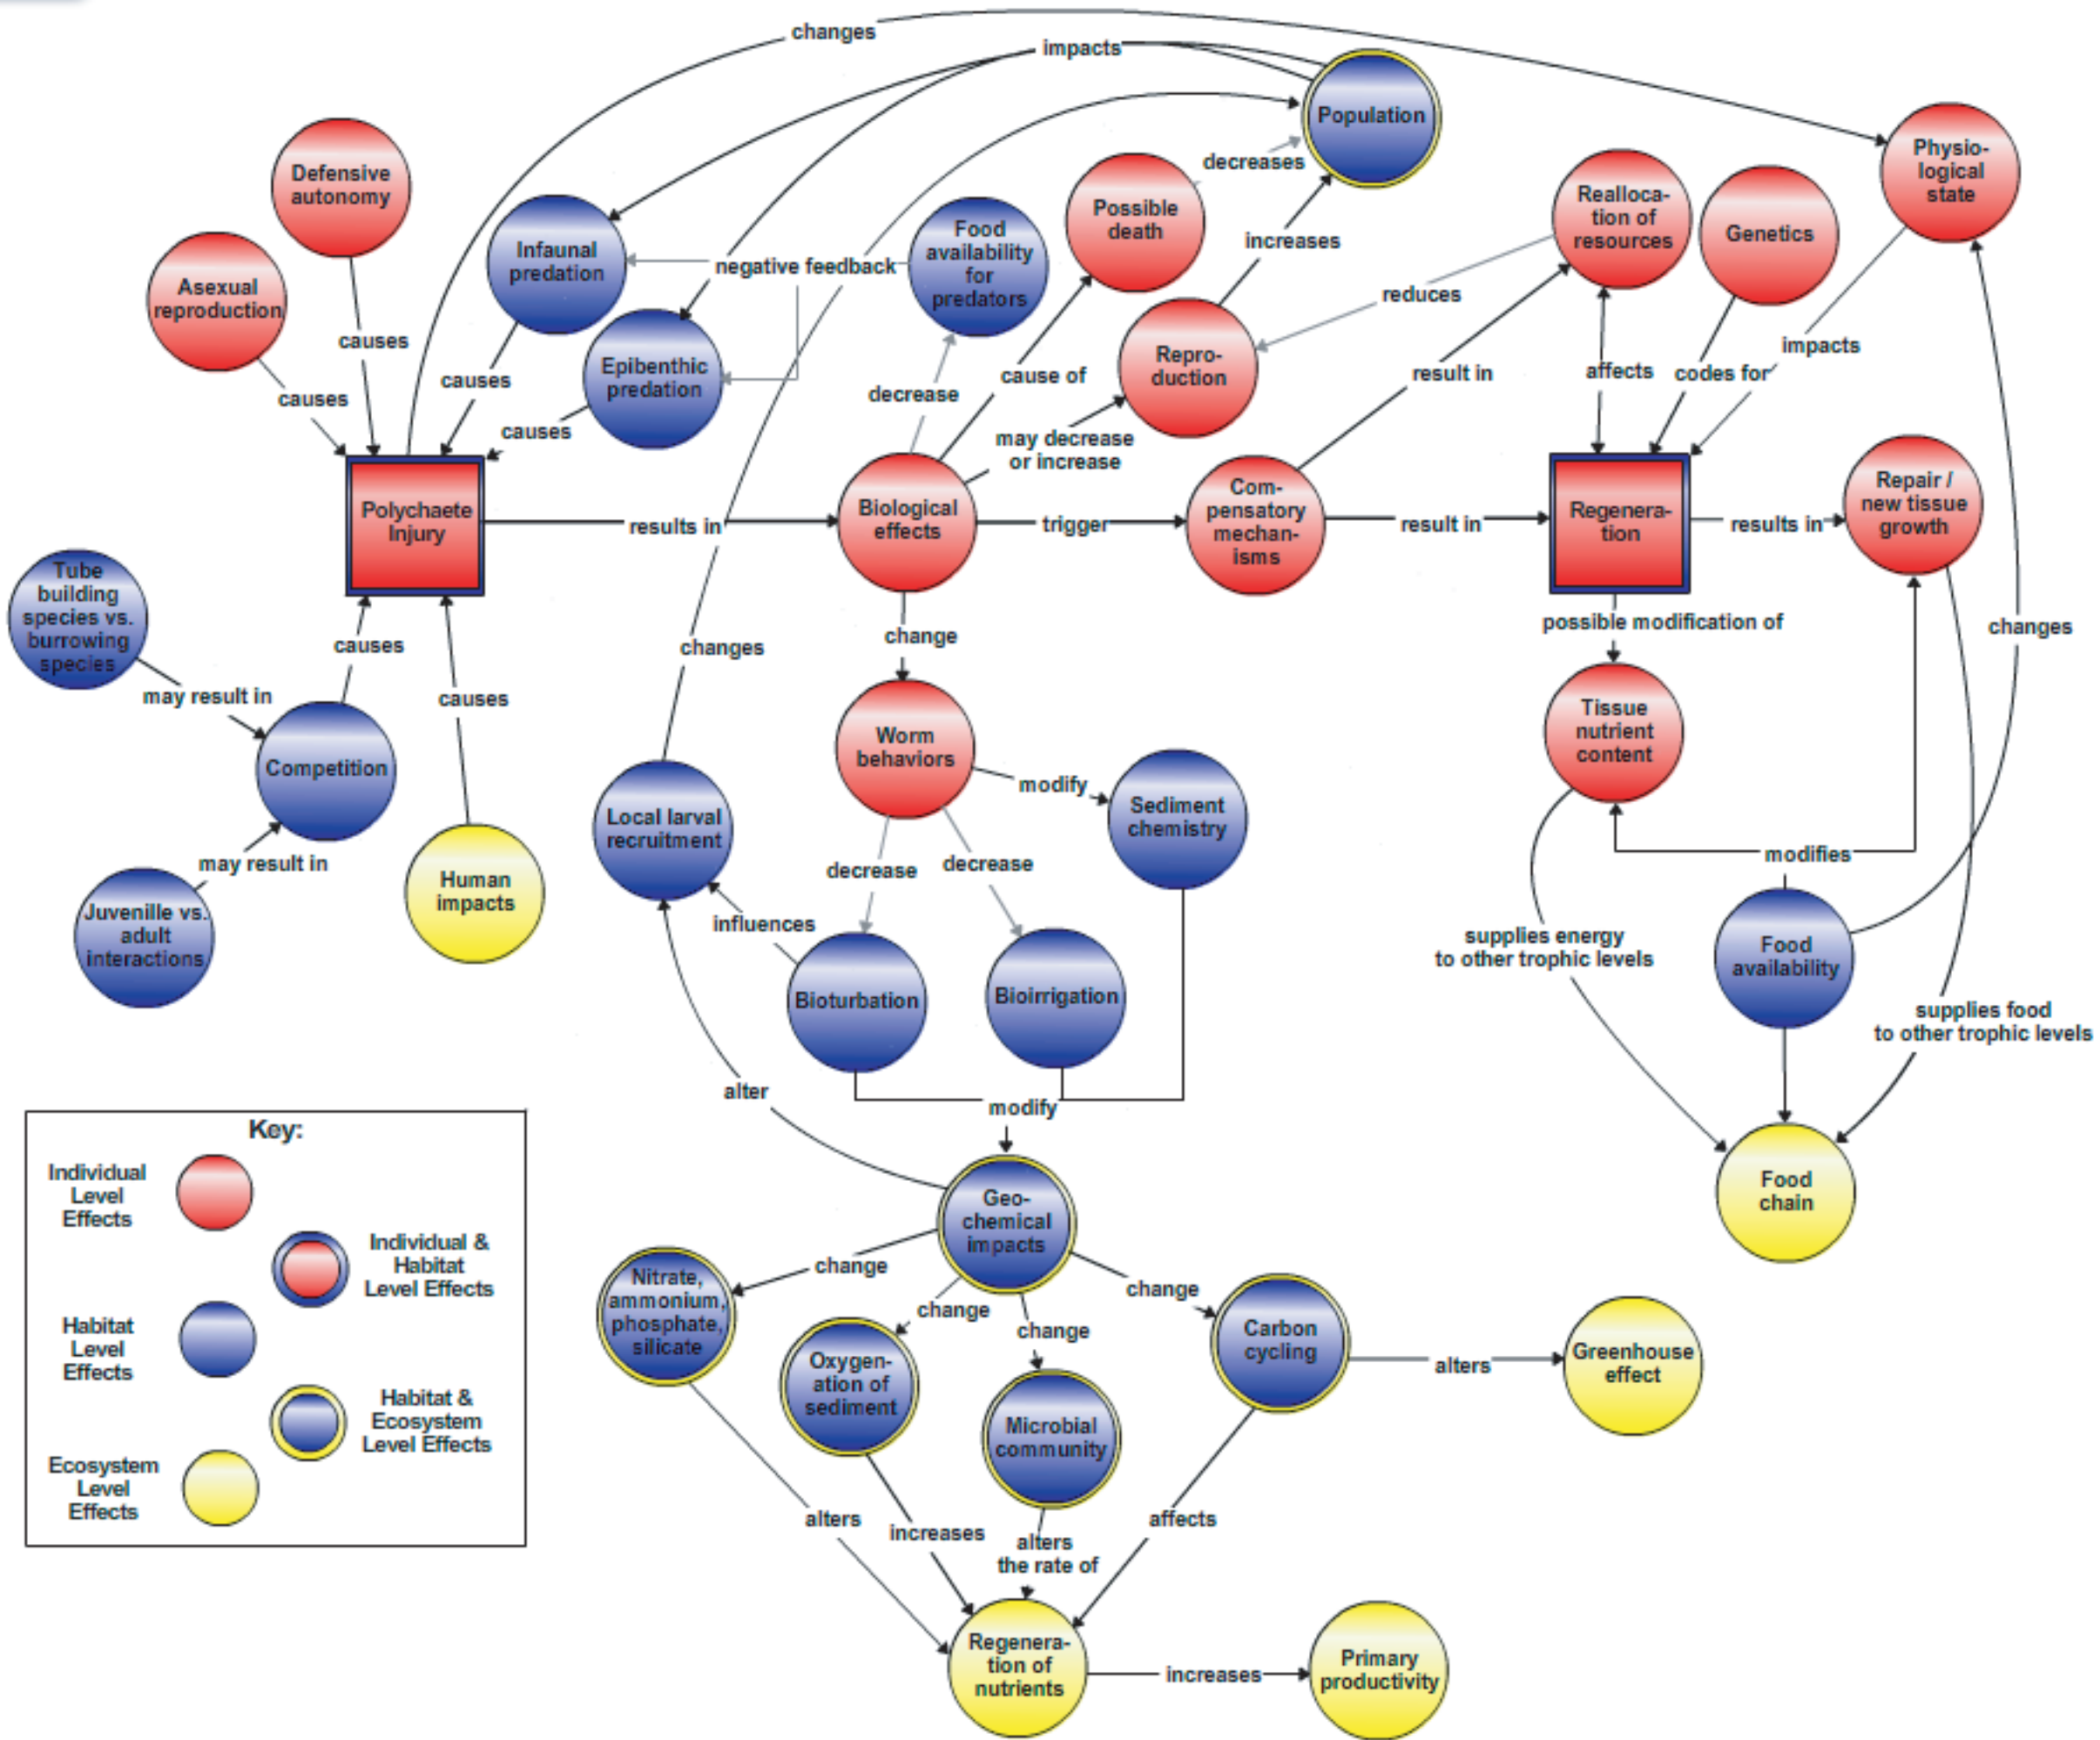 changes
impacts
Population
decreases
Defensive
autonomy
Asexual
reproduction
causes
causes
Infaunal
predation
Epibenthic
predation
causes
causes
negative feedback
Food
availability
for
predators
Possible
death
increases
Repro-
duction
Realloca-
tion of
resources
Genetics
Physio-
logical
state
reduces
impacts
affects
codes for
result in
decrease
cause of
may decrease
or increase
Polychaete
Injury
results in
Biological
effects
trigger
Com-
pensatory
mechan-
isms
result in
Regenera-
tion
results in
Repair /
new tissue
growth
Tube
building
species vs.
burrowing
species
may result in
Competition
causes
causes
may result in
Juvenille vs.
adult
interactions
Human
impacts
changes
change
Worm
behaviors
modify
Sediment
chemistry
Local larval
recruitment
decrease
decrease
influences
Bioturbation
Bioirrigation
alter
modify
possible modification of
Tissue
nutrient
content
changes
modifies
Food
availability
supplies energy
to other trophic levels
supplies food
to other trophic levels
Food
chain
Geo-
chemical
impacts
change
change
change
change
Nitrate,
ammonium,
phosphate,
silicate
Oxygen-
ation of
sediment
Microbial
community
Carbon
cycling
alters
Greenhouse
effect
alters
increases
alters
the rate of
affects
Regenera-
tion of
nutrients
increases
Primary
productivity
Key:
Individual
Level
Effects
Individual &
Habitat
Level Effects
Habitat
Level
Effects
Habitat &
Ecosystem
Level Effects
Ecosystem
Level
Effects